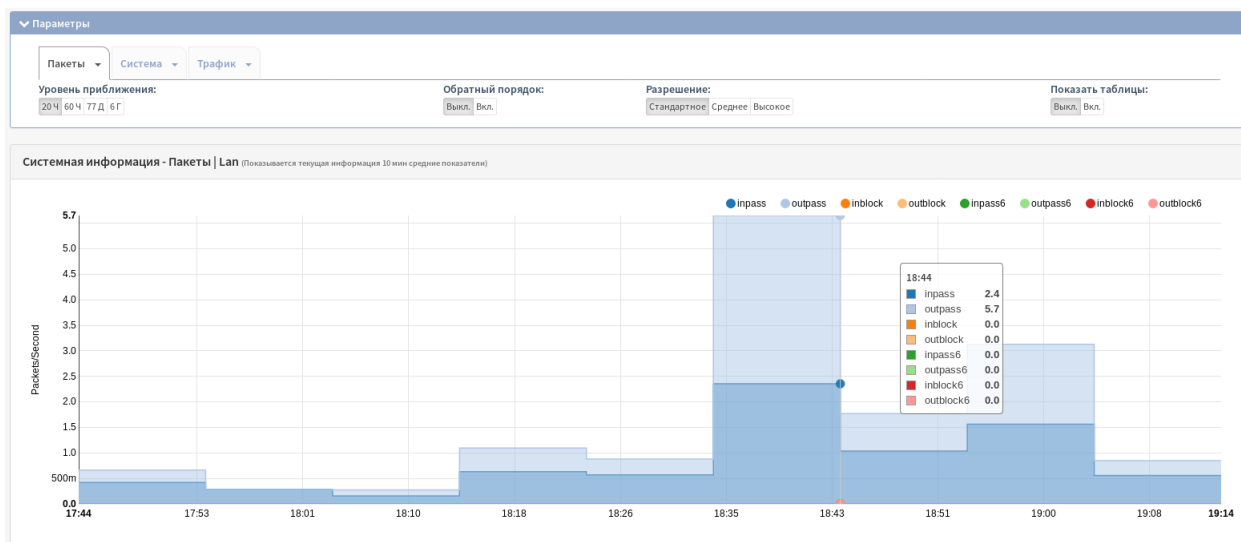 Параметры
Пакеты Система Трафик
Уровень приближения: Обратный порядок: Разрешение: Показать таблицы:
20 Ч 60 Ч 77 Д 6 Г Выкл. Вкл. Стандартное Среднее Высокое Выкл. Вкл.
Системная информация - Пакеты | Lan (Показывается текущая информация 10 мин средние показатели)
inpass outpass inblock outblock inpass6 outpass6 inblock6 outblock6
5.7
5.0
4.5
4.0
3.5
3.0
2.5
2.0
1.5
1.0
500m
0.0
Packets/Second
18:44
inpass 2.4
outpass 5.7
inblock 0.0
outblock 0.0
inpass6 0.0
outpass6 0.0
inblock6 0.0
outblock6 0.0
17:44 17:53 18:01 18:10 18:18 18:26 18:35 18:43 18:51 19:00 19:08 19:14